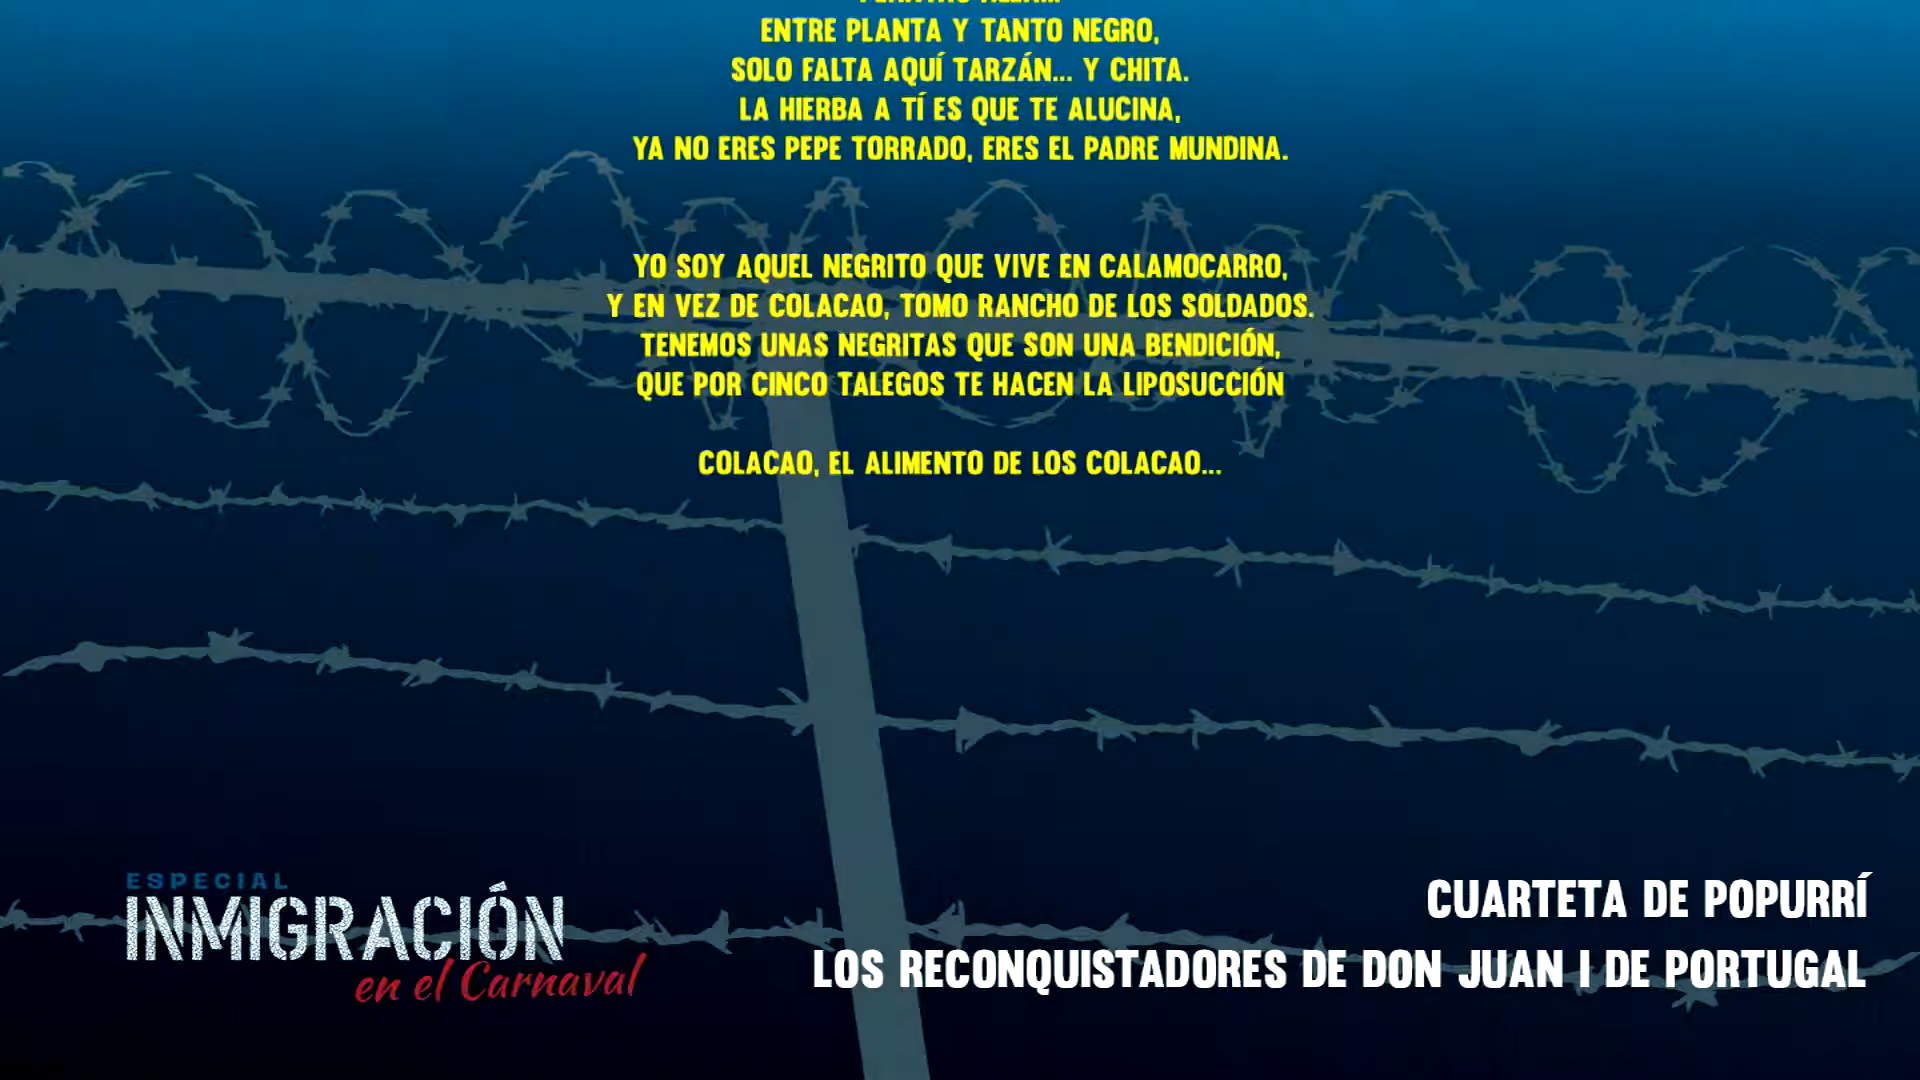 ENTRE PLANTA Y TANTO NEGRO,
SOLO FALTA AQUÍ TARZÁN... Y CHITA.
LA HIERBA A TÍ ES QUE TE ALUCINA,
YA NO ERES PEPE TORRADO, ERES EL PADRE MUNDINA.
YO SOY AQUEL NEGRITO QUE VIVE EN CALAMOCARRO,
Y EN VEZ DE COLACAO, TOMO RANCHO DE LOS SOLDADOS.
TENEMOS UNAS NEGRITAS QUE SON UNA BENDICIÓN,
QUE POR CINCO TALEGOS TE HACEN LA LIPOSUCCIÓN
COLACAO, EL ALIMENTO DE LOS COLACAO...
ESPECIAL
INMIGRACIÓN
en el Carnaval
CUARTETA DE POPURRÍ
LOS RECONQUISTADORES DE DON JUAN I DE PORTUGAL